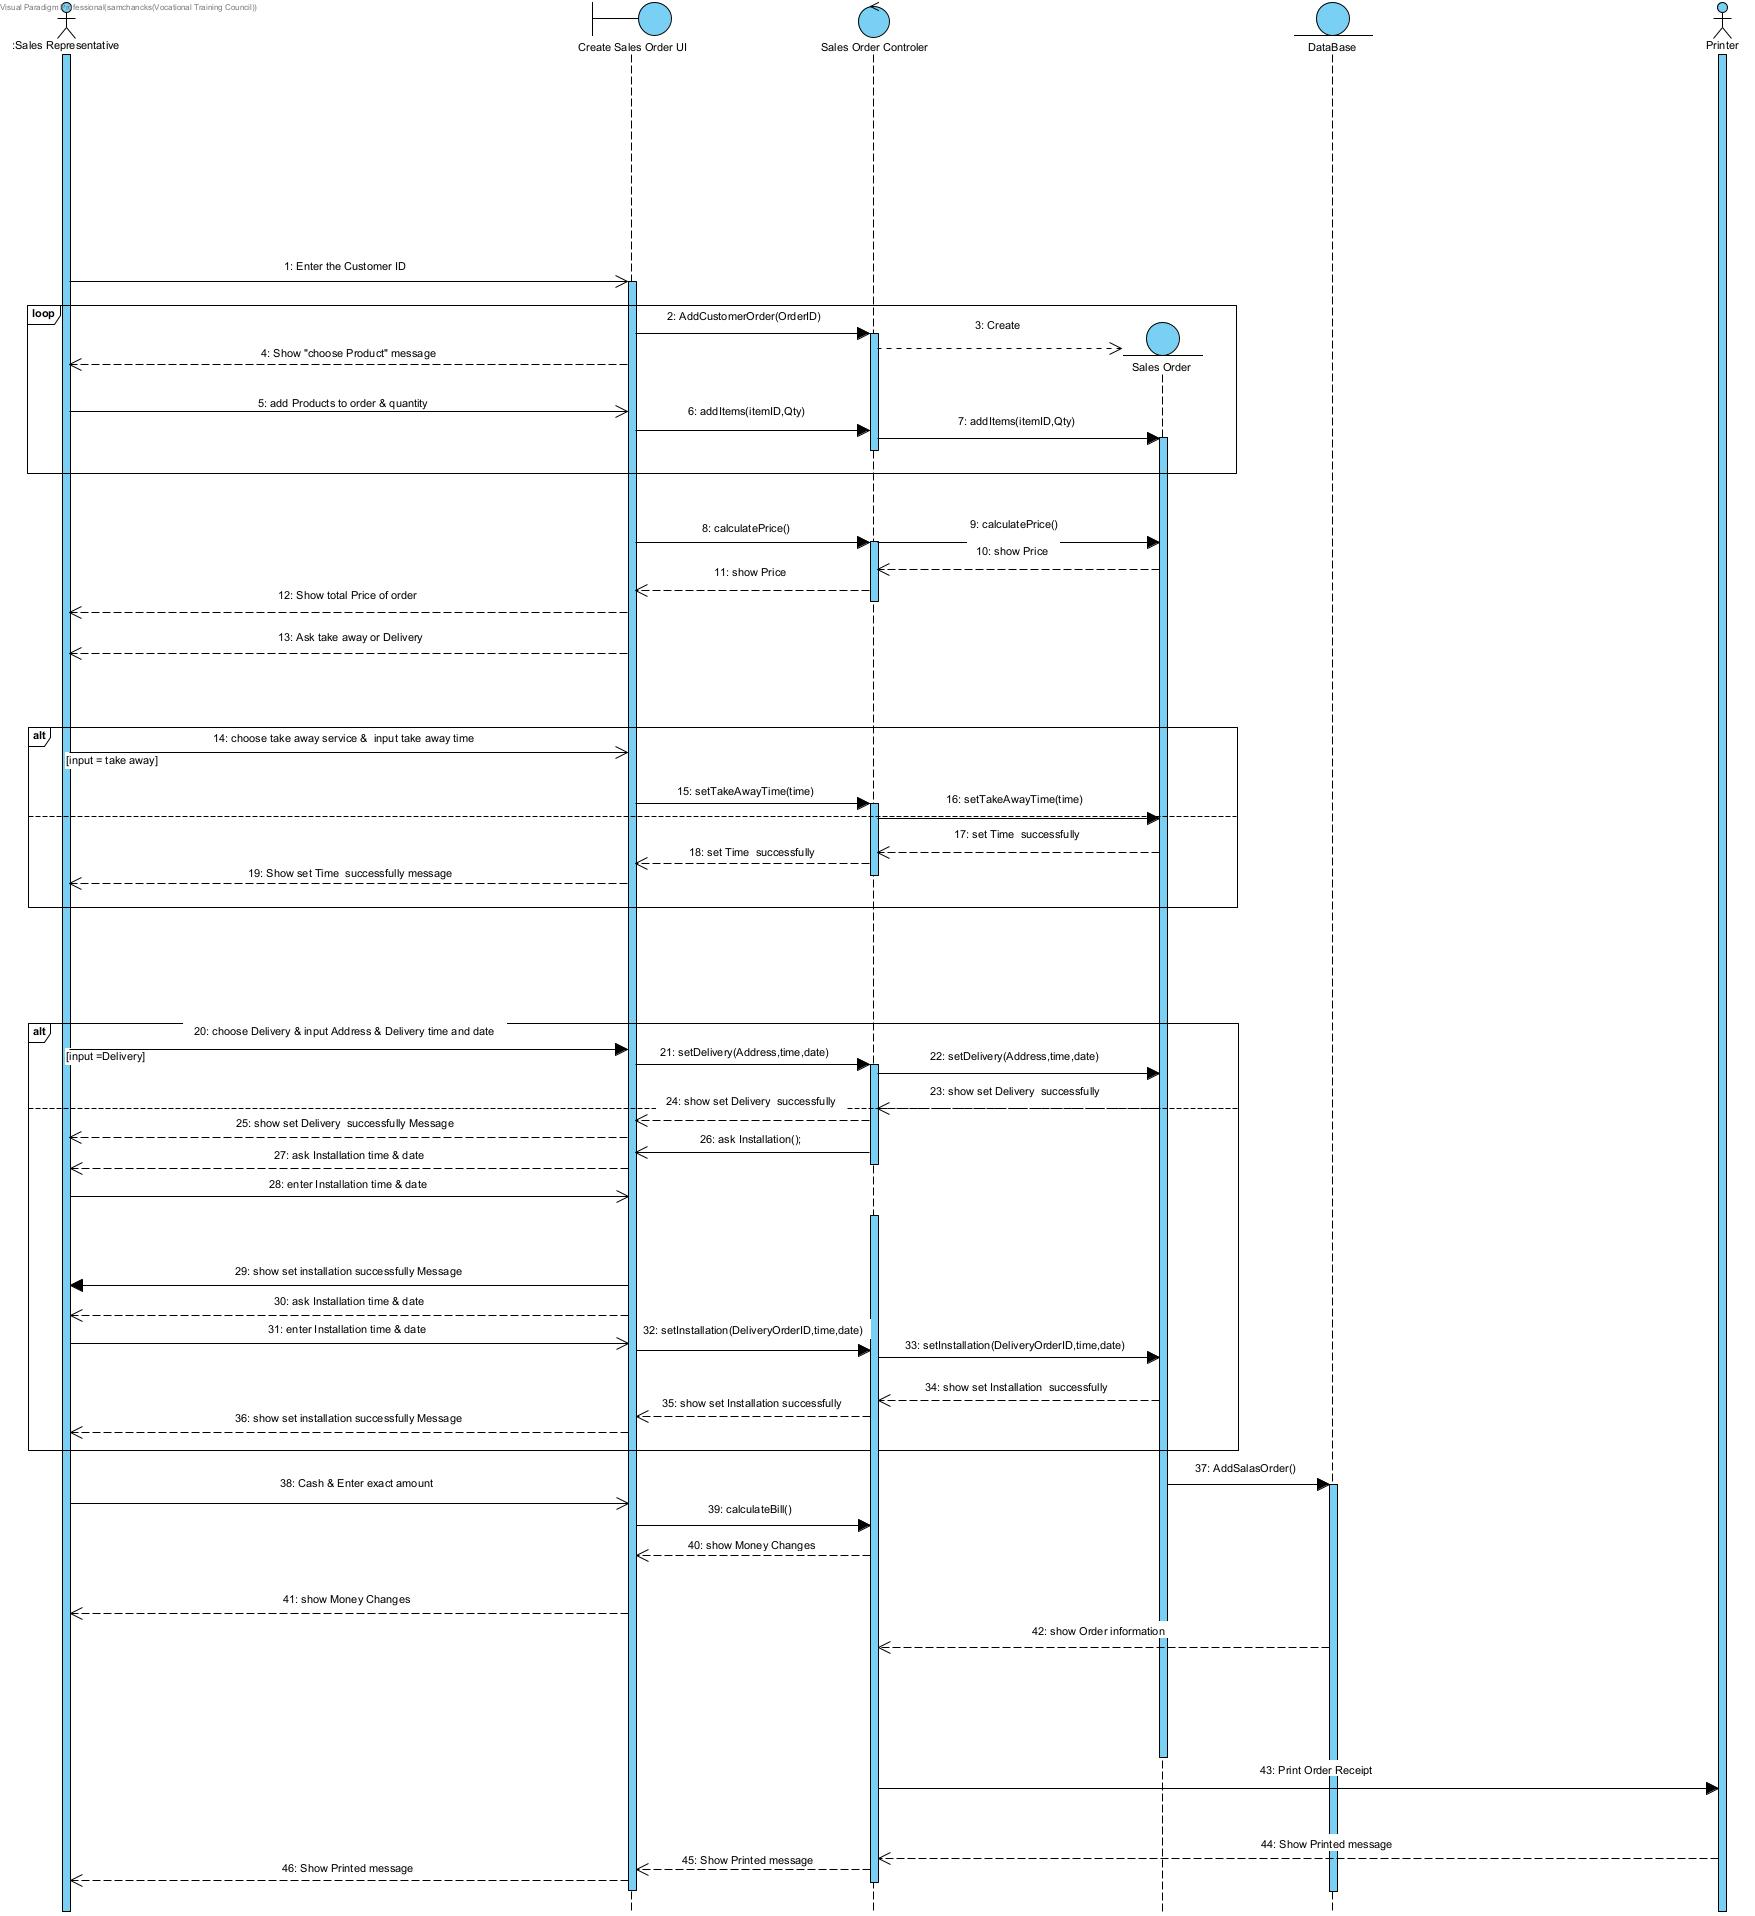 Visual Paradigm Professional(samchancks(Vocational Training Council))
:Sales Representative
Create Sales Order UI
Sales Order Controler
DataBase
Printer
1: Enter the Customer ID
loop
2: AddCustomerOrder(OrderID)
3: Create
Sales Order
4: Show "choose Product" message
5: add Products to order & quantity
6: addItems(itemID,Qty)
7: addItems(itemID,Qty)
8: calculatePrice()
9: calculatePrice()
10: show Price
11: show Price
12: Show total Price of order
13: Ask take away or Delivery
alt
14: choose take away service & input take away time
[input = take away]
15: setTakeAwayTime(time)
16: setTakeAwayTime(time)
17: set Time successfully
18: set Time successfully
19: Show set Time successfully message
alt
20: choose Delivery & input Address & Delivery time and date
[input =Delivery]
21: setDelivery(Address,time,date)
22: setDelivery(Address,time,date)
23: show set Delivery successfully
24: show set Delivery successfully
25: show set Delivery successfully Message
26: ask Installation();
27: ask Installation time & date
28: enter Installation time & date
29: show set installation successfully Message
30: ask Installation time & date
31: enter Installation time & date
32: setInstallation(DeliveryOrderID,time,date)
33: setInstallation(DeliveryOrderID,time,date)
34: show set Installation successfully
35: show set Installation successfully
36: show set installation successfully Message
37: AddSalasOrder()
38: Cash & Enter exact amount
39: calculateBill()
40: show Money Changes
41: show Money Changes
42: show Order information
43: Print Order Receipt
44: Show Printed message
45: Show Printed message
46: Show Printed message